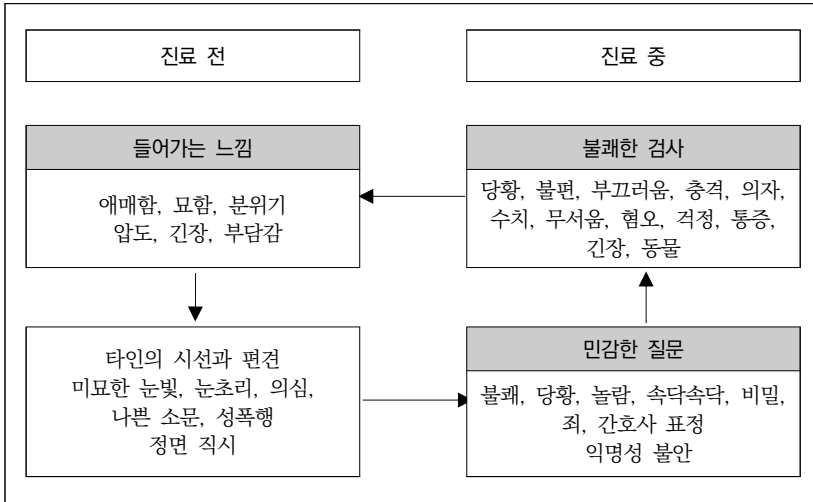 진료 전
진료 중
들어가는 느낌
애매함, 묘함, 분위기
압도, 긴장, 부담감
불쾌한 검사
당황, 불편, 부끄러움, 충격, 의자,
수치, 무서움, 혐오, 걱정, 통증,
긴장, 동물
타인의 시선과 편견
미묘한 눈빛, 눈초리, 의심,
나쁜 소문, 성폭행
정면 직시
민감한 질문
불쾌, 당황, 놀람, 속닥속닥, 비밀,
죄, 간호사 표정
익명성 불안